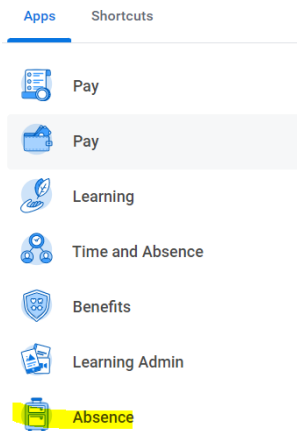 Apps Shortcuts
Pay
Pay
Learning
Time and Absence
Benefits
Learning Admin
Absence